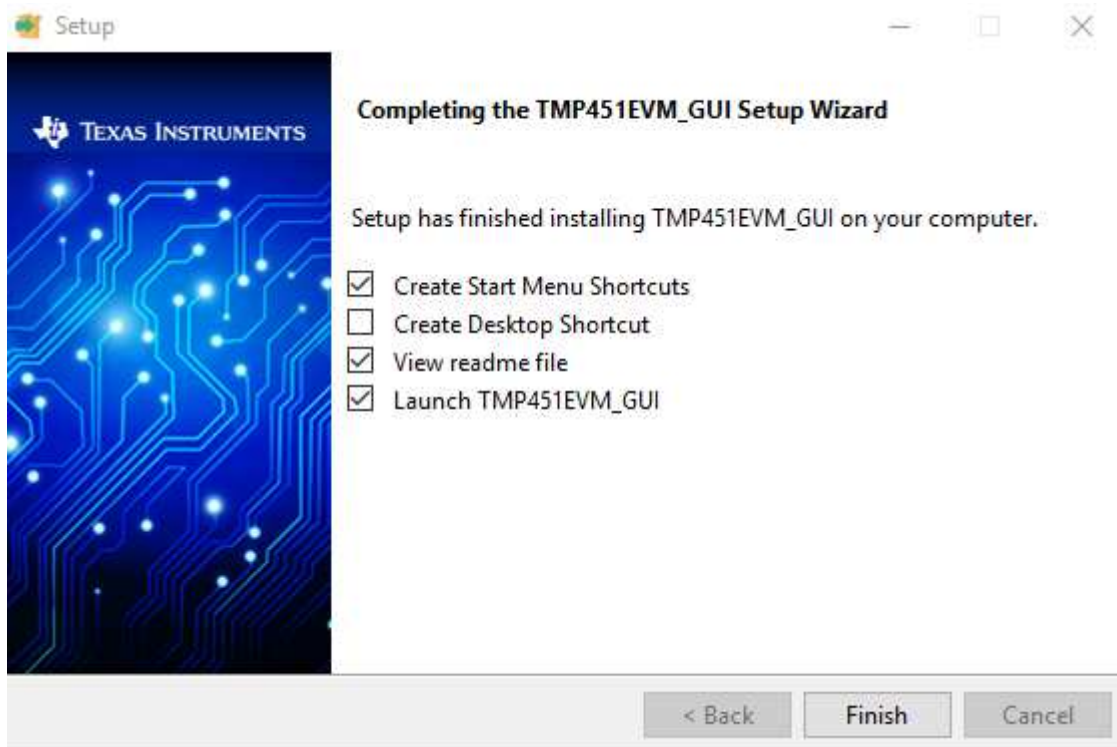 Setup
TEXAS INSTRUMENTS
Completing the TMP451EVM_GUI Setup Wizard
Setup has finished installing TMP451EVM_GUI on your computer.
Create Start Menu Shortcuts
Create Desktop Shortcut
View readme file
Launch TMP451EVM_GUI
< Back
Finish
Cancel